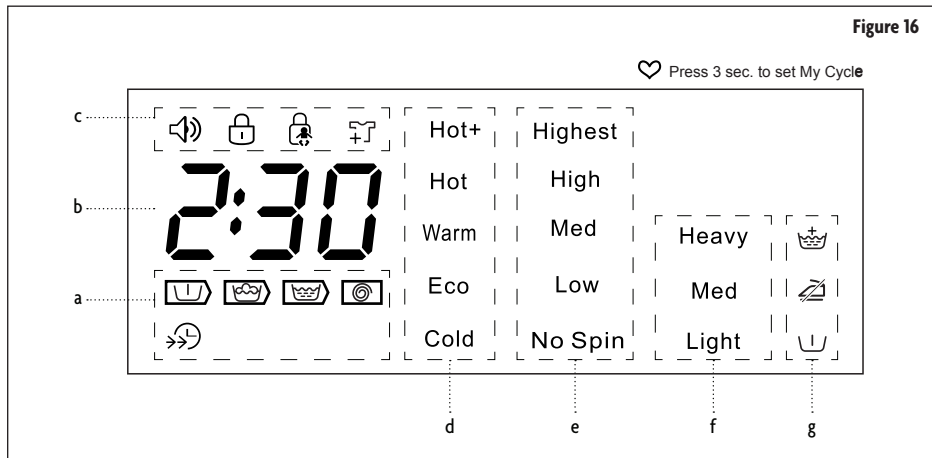 Figure 16
Press 3 sec. to set My Cycle
c
b
a
2:30
Hot+
Hot
Warm
Eco
Cold
Highest
High
Med
Low
No Spin
Heavy
Med
Light
d
e
f
g